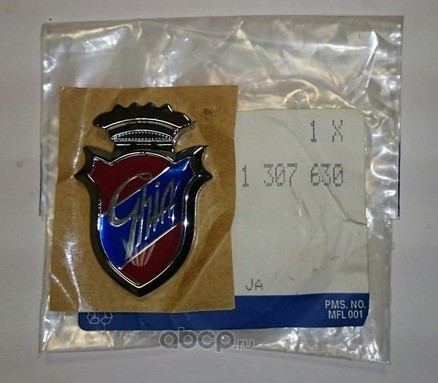 1 X
1 307 630
Ghia
JA
PMS. NO.
MFL 001
abcp.ru